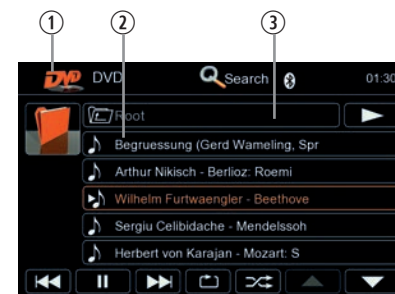 1 2 3
DVD DVD Search 01:30
Root
Begruessung (Gerd Wameling, Spr
Arthur Nikisch - Berlioz: Roemi
Wilhelm Furtwaengler - Beethove
Sergiu Celibidache - Mendelssoh
Herbert von Karajan - Mozart: S